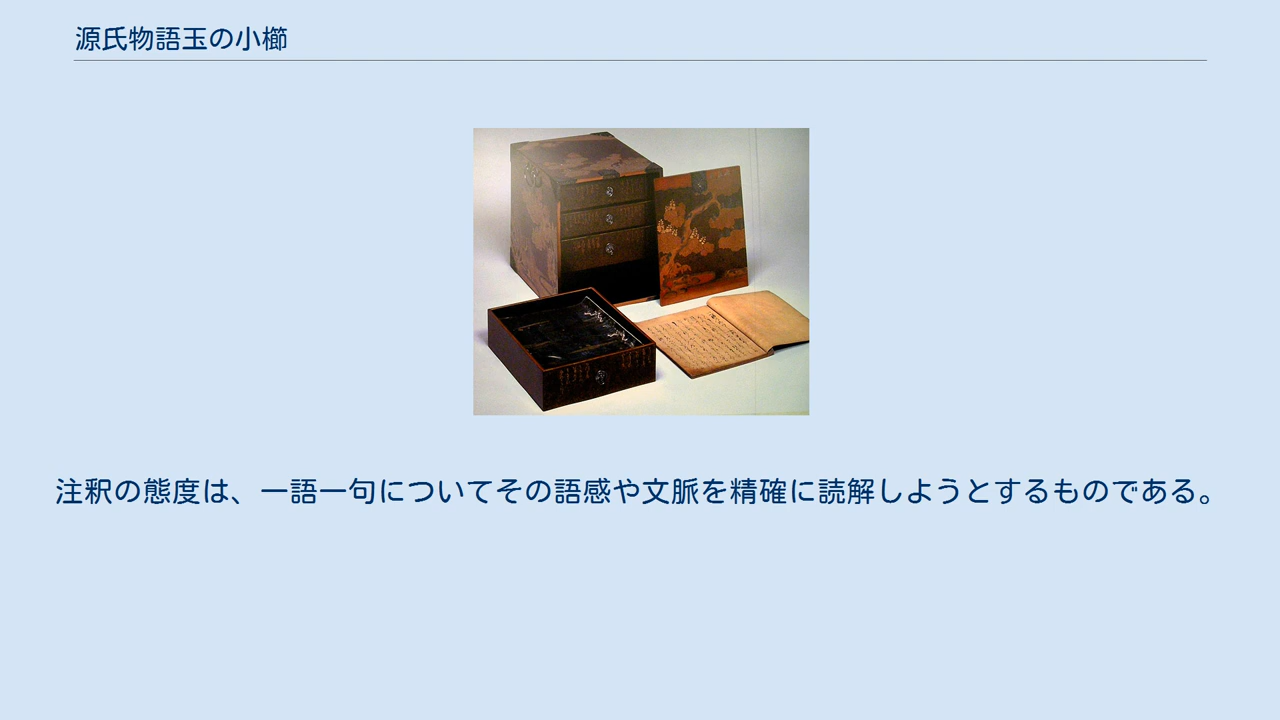 源氏物語玉の小櫛
注釈の態度は、一語一句についてその語感や文脈を精確に読解しようとするものである。